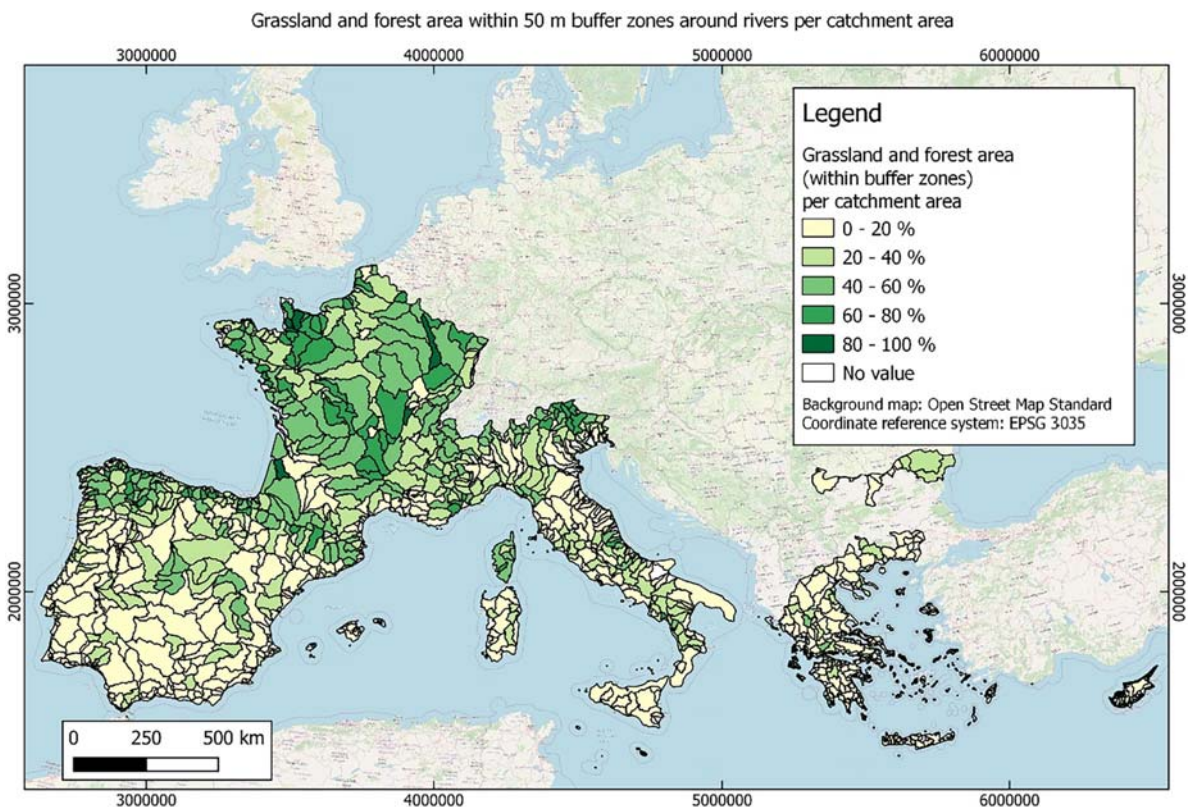 Grassland and forest area within 50 m buffer zones around rivers per catchment area
3000000
4000000
5000000
6000000
Legend
Grassland and forest area
(within buffer zones)
per catchment area
0 - 20 %
20 - 40 %
40 - 60 %
60 - 80 %
80 - 100 %
No value
Background map: Open Street Map Standard
Coordinate reference system: EPSG 3035
3000000
3000000
2000000
2000000
0
250
500 km
3000000
4000000
5000000
6000000